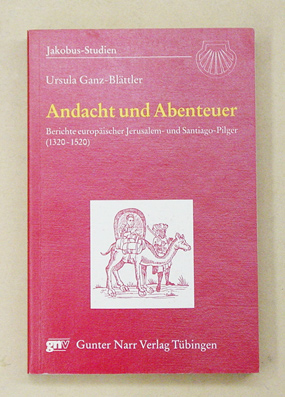 Jakobus-Studien
Ursula Ganz-Blättler
Andacht und Abenteuer
Berichte europäischer Jerusalem- und Santiago-Pilger
(1320–1520)
gnV Gunter Narr Verlag Tübingen